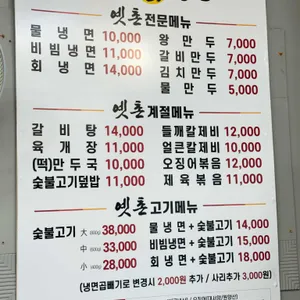 옛촌전문메뉴
물냉면 10,000 왕만두 7,000
비빔냉면 11,000 갈비만두 7,000
회냉면 14,000 김치만두 7,000
물만두 5,000
옛촌계절메뉴
갈비탕 14,000 들깨칼제비 12,000
육개장 11,000 얼큰칼제비 10,000
(떡)만두국 10,000 오징어볶음 12,000
숯불고기덮밥 11,000 제육볶음 11,000
옛촌고기메뉴
숯불고기 大 38,000 물냉면+숯불고기 14,000
中 33,000 비빔냉면+숯불고기 15,000
小 28,000 회냉면+숯불고기 18,000
(냉면곱빼기로 변경시 2,000원 추가 / 사리추가 3,000원)